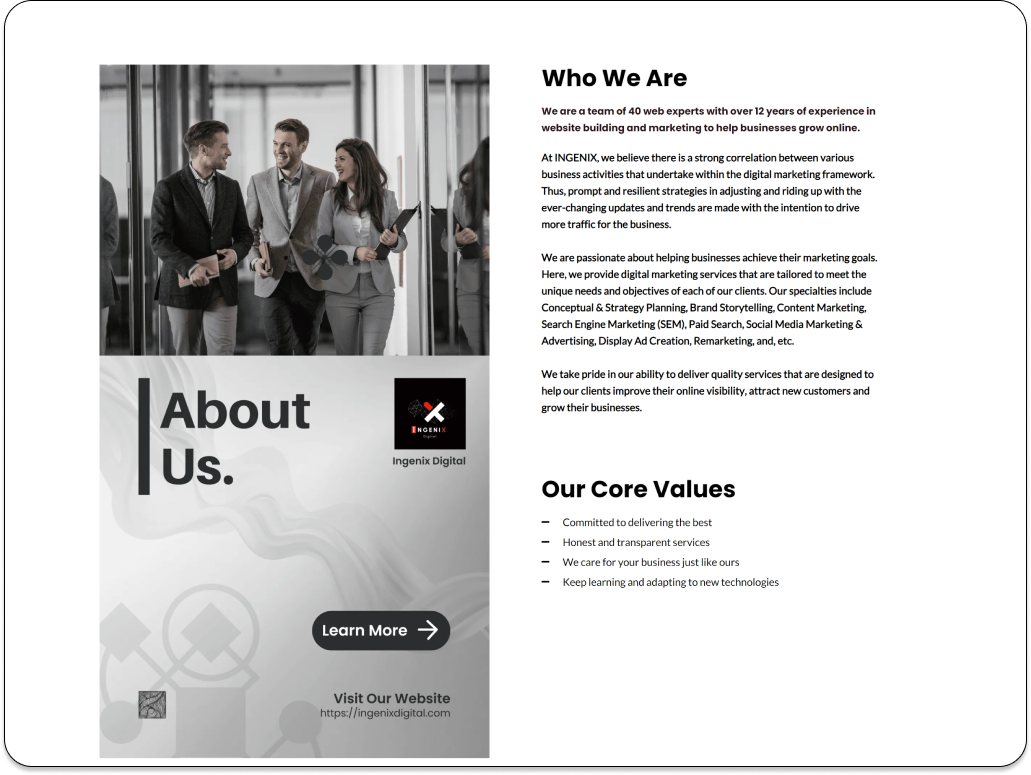 About
Us.
INGENIX
Digital
Ingenix Digital
Learn More
Visit Our Website
https://ingenixdigital.com
Who We Are
We are a team of 40 web experts with over 12 years of experience in
website building and marketing to help businesses grow online.
At INGENIX, we believe there is a strong correlation between various
business activities that undertake within the digital marketing framework.
Thus, prompt and resilient strategies in adjusting and riding up with the
ever-changing updates and trends are made with the intention to drive
more traffic for the business.
We are passionate about helping businesses achieve their marketing goals.
Here, we provide digital marketing services that are tailored to meet the
unique needs and objectives of each of our clients. Our specialties include
Conceptual & Strategy Planning, Brand Storytelling, Content Marketing,
Search Engine Marketing (SEM), Paid Search, Social Media Marketing &
Advertising, Display Ad Creation, Remarketing, and, etc.
We take pride in our ability to deliver quality services that are designed to
help our clients improve their online visibility, attract new customers and
grow their businesses.
Our Core Values
– Committed to delivering the best
– Honest and transparent services
– We care for your business just like ours
– Keep learning and adapting to new technologies